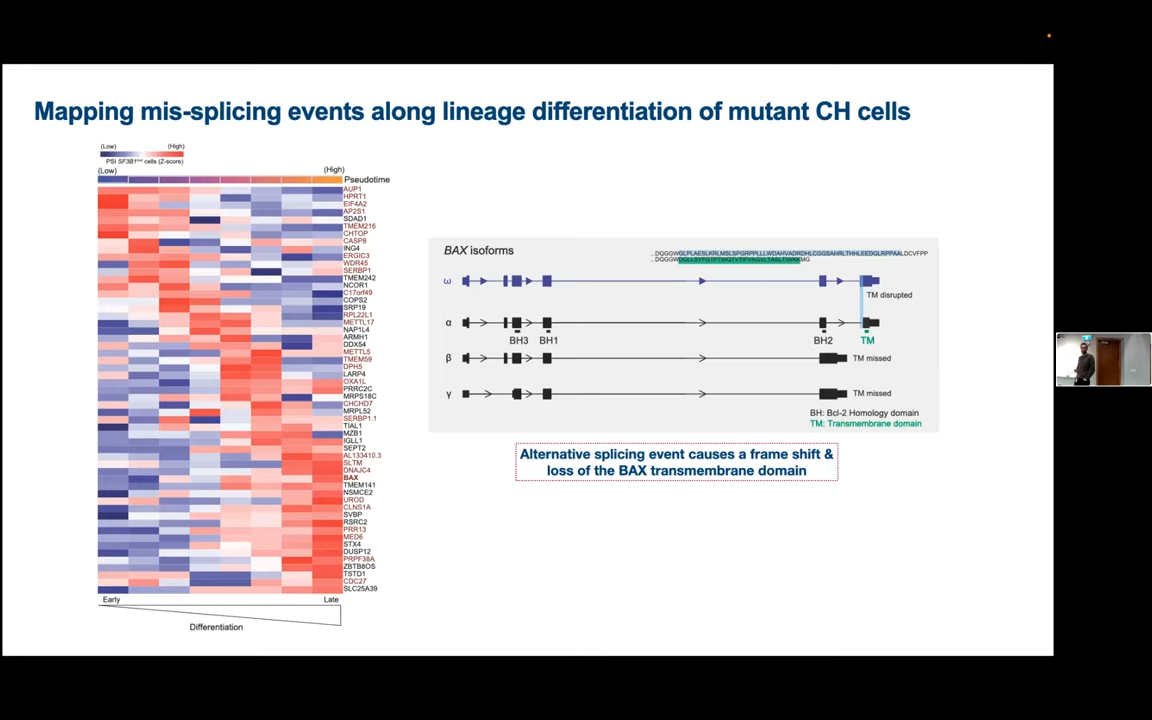 Mapping mis-splicing events along lineage differentiation of mutant CH cells
(Low) (High)
PSI SF3B1mut cells (Z-score)
(Low) (High)
Pseudotime
AUP1
HPRT1
EIF4A2
AP2S1
SDAD1
TMEM216
CHTOP
CASP8
ING4
ERGIC3
WDR45
SERBP1
TMEM242
NCOR1
C17orf49
COPS2
SRP19
RPL22L1
METTL17
NAP1L4
ARMH1
DDX54
METTL5
TMEM59
DPH5
LARP4
OXA1L
PRRC2C
MRPS18C
CHCHD7
MRPL52
SERBP1.1
TIAL1
MZB1
IGLL1
SEPT2
AL133410.3
SLTM
DNAJC4
BAX
TMEM141
NSMCE2
UROD
CLNS1A
SVBP
RSRC2
PRR13
MED6
STX4
DUSP12
PRPF38A
ZBTB8OS
TSTD1
CDC27
SLC25A39
Early Late
Differentiation
BAX isoforms
ω
TM disrupted
α
BH3 BH1 BH2 TM
β TM missed
γ TM missed
BH: Bcl-2 Homology domain
TM: Transmembrane domain
Alternative splicing event causes a frame shift &
loss of the BAX transmembrane domain